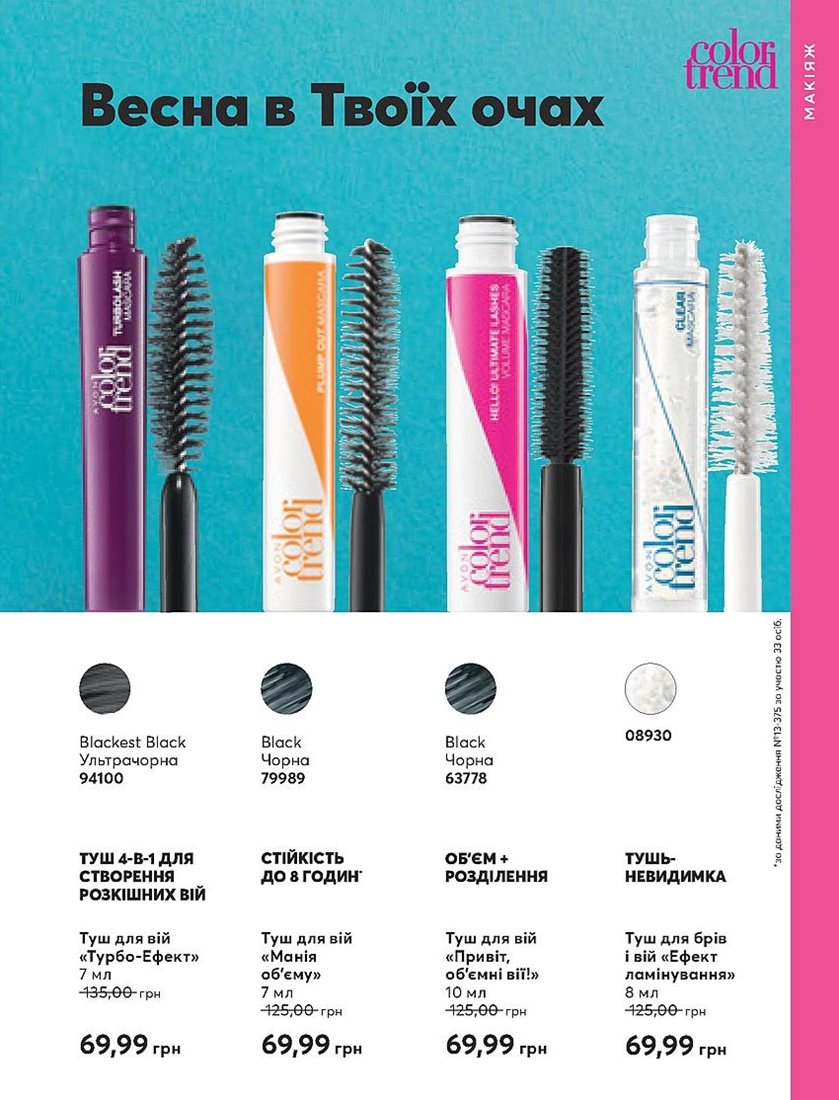 color
trend
МАКІЯЖ
Весна в Твоїх очах
TURBOLASH
MASCARA
AVON
color
trend
PLUMP OUT MASCARA
AVON
color
trend
HELLO! ULTIMATE LASHES
VOLUME MASCARA
AVON
color
trend
CLEAR
MASCARA
AVON
color
trend
Blackest Black
Ультрачорна
94100
Black
Чорна
79989
Black
Чорна
63778
08930
ТУШ 4-В-1 ДЛЯ
СТВОРЕННЯ
РОЗКІШНИХ ВІЙ
Туш для вій
«Турбо-Ефект»
7 мл
135,00 грн
69,99 грн
СТІЙКІСТЬ
ДО 8 ГОДИН*
Туш для вій
«Манія
об’єму»
7 мл
125,00 грн
69,99 грн
ОБ’ЄМ +
РОЗДІЛЕННЯ
Туш для вій
«Привіт,
об’ємні вії!»
10 мл
125,00 грн
69,99 грн
ТУШЬ-
НЕВИДИМКА
Туш для брів
і вій «Ефект
ламінування»
8 мл
125,00 грн
69,99 грн
*за даними дослідження №13-375 за участю 33 осіб.